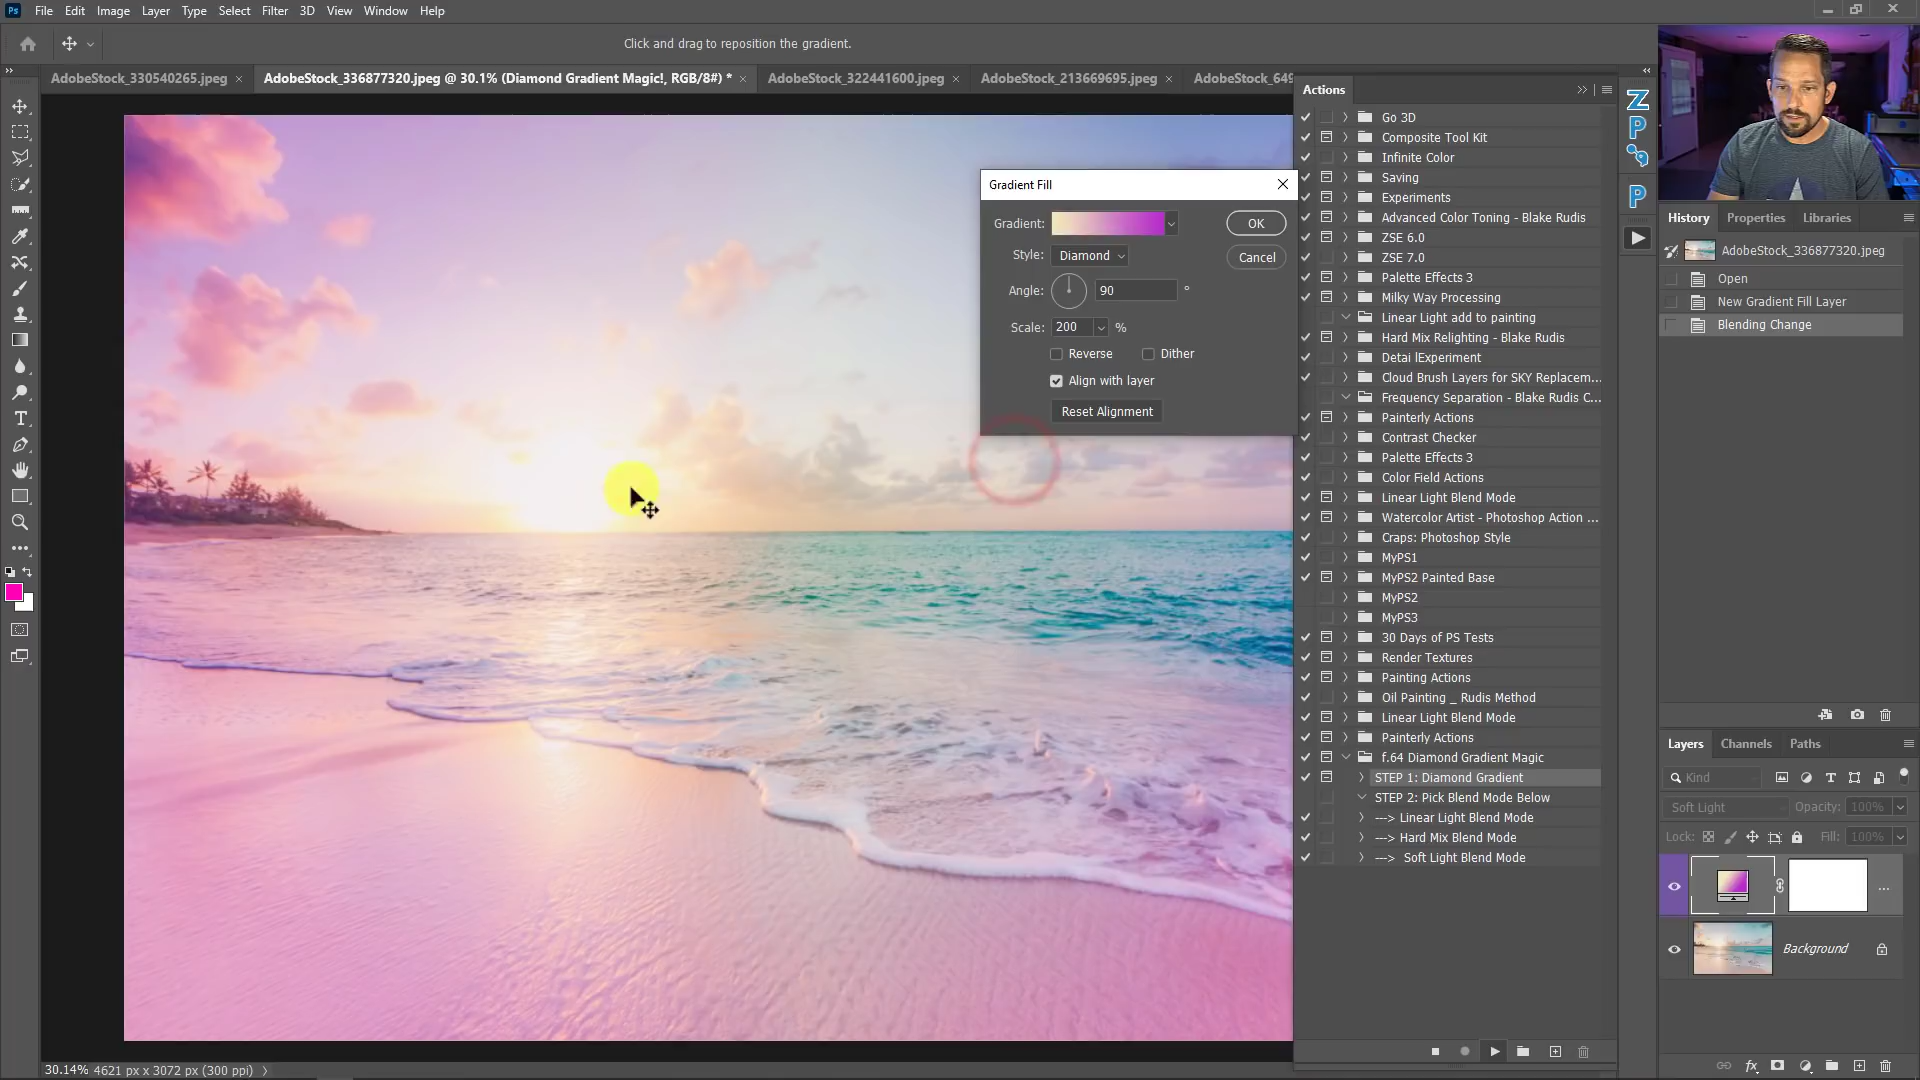 Ps File Edit Image Layer Type Select Filter 3D View Window Help
Click and drag to reposition the gradient.
AdobeStock_330540265.jpeg × AdobeStock_336877320.jpeg @ 30.1% (Diamond Gradient Magic!, RGB/8#) * × AdobeStock_322441600.jpeg × AdobeStock_213669695.jpeg × AdobeStock_649
Actions
Go 3D
Composite Tool Kit
Infinite Color
Saving
Experiments
Advanced Color Toning - Blake Rudis
ZSE 6.0
ZSE 7.0
Palette Effects 3
Milky Way Processing
Linear Light add to painting
Hard Mix Relighting - Blake Rudis
Detai lExperiment
Cloud Brush Layers for SKY Replacem...
Frequency Separation - Blake Rudis C...
Painterly Actions
Contrast Checker
Palette Effects 3
Color Field Actions
Linear Light Blend Mode
Watercolor Artist - Photoshop Action ...
Craps: Photoshop Style
MyPS1
MyPS2 Painted Base
MyPS2
MyPS3
30 Days of PS Tests
Render Textures
Painting Actions
Oil Painting _ Rudis Method
Linear Light Blend Mode
Painterly Actions
f.64 Diamond Gradient Magic
STEP 1: Diamond Gradient
STEP 2: Pick Blend Mode Below
---> Linear Light Blend Mode
---> Hard Mix Blend Mode
---> Soft Light Blend Mode
Gradient Fill
Gradient: OK
Style: Diamond Cancel
Angle: 90 °
Scale: 200 %
Reverse Dither
Align with layer
Reset Alignment
Z
P
P
History Properties Libraries
AdobeStock_336877320.jpeg
Open
New Gradient Fill Layer
Blending Change
Layers Channels Paths
Kind
Soft Light Opacity: 100%
Lock: Fill: 100%
...
Background
fx
30.14% 4621 px x 3072 px (300 ppi)